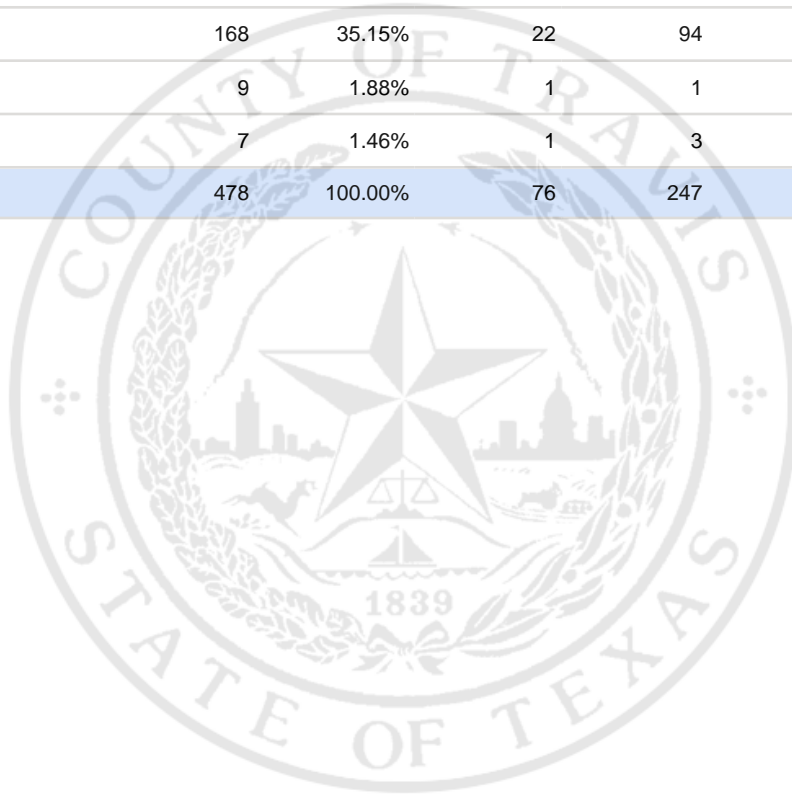 168 35.15% 22 94
9 1.88% 1 1
7 1.46% 1 3
478 100.00% 76 247
COUNTY OF TRAVIS
1839
STATE OF TEXAS